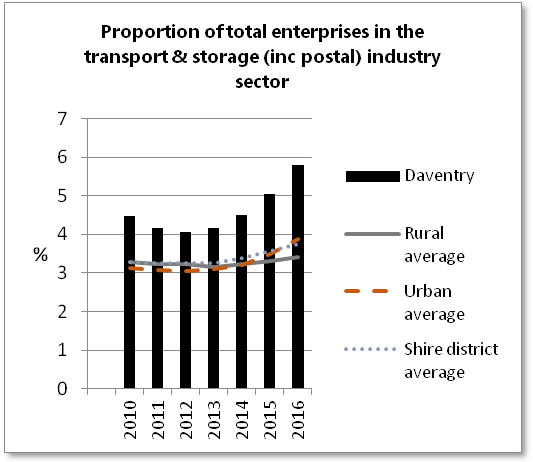 Proportion of total enterprises in the
transport & storage (inc postal) industry
sector
7
6
5
4
3
2
1
0
%
2010
2011
2012
2013
2014
2015
2016
Daventry
Rural
average
Urban
average
Shire district
average